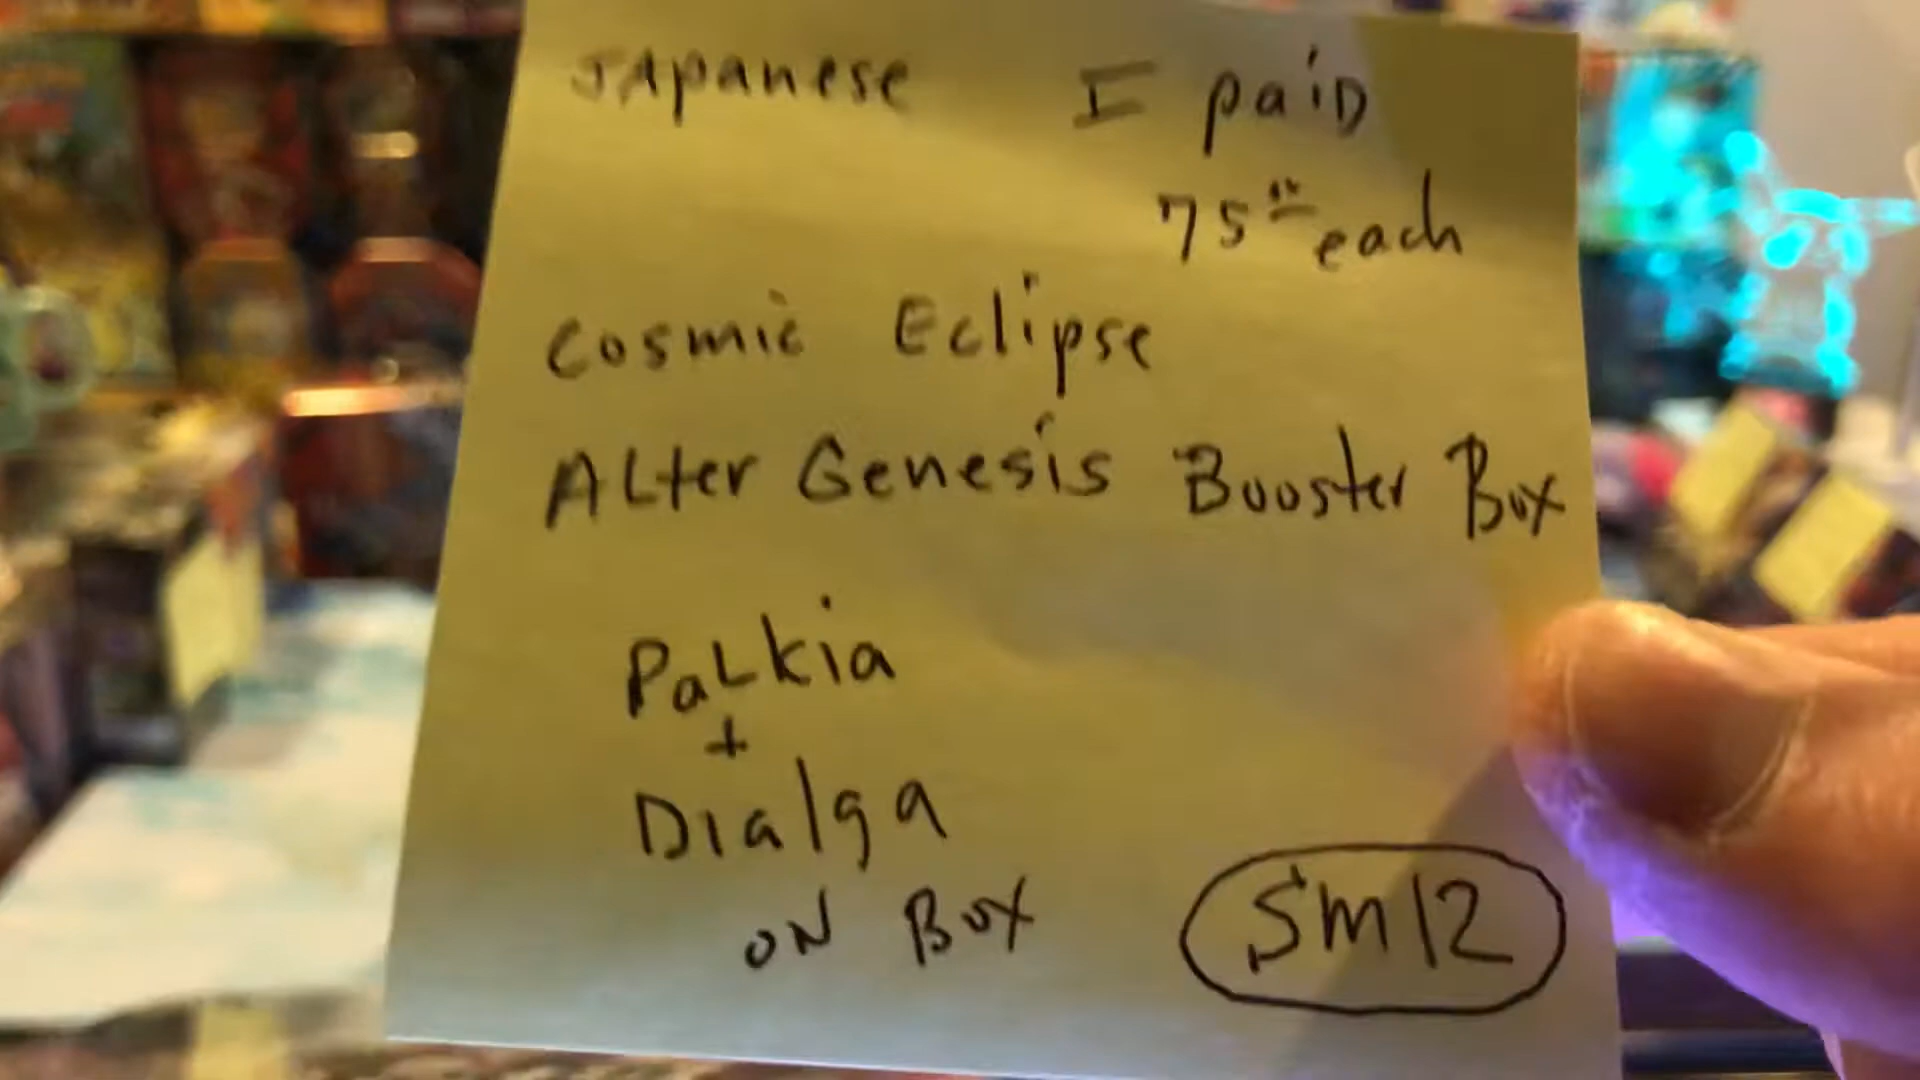 Japanese I paid
75⁰⁰ each
Cosmic Eclipse
Alter Genesis Booster Box
Palkia
+
Dialga
on Box
SM12